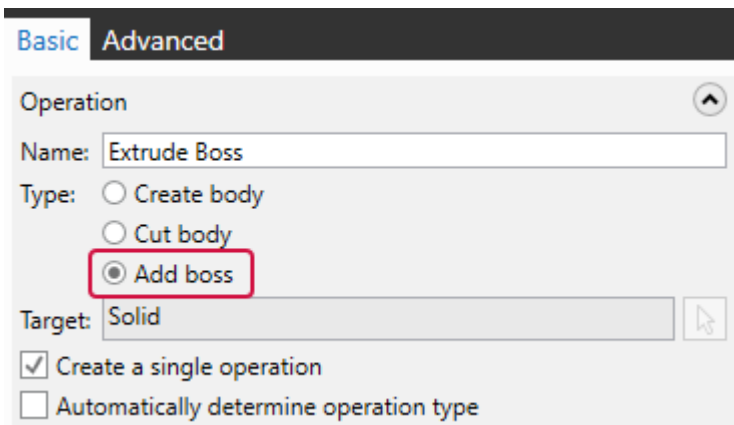 Basic Advanced
Operation
Name: Extrude Boss
Type: Create body
Cut body
Add boss
Target: Solid
Create a single operation
Automatically determine operation type